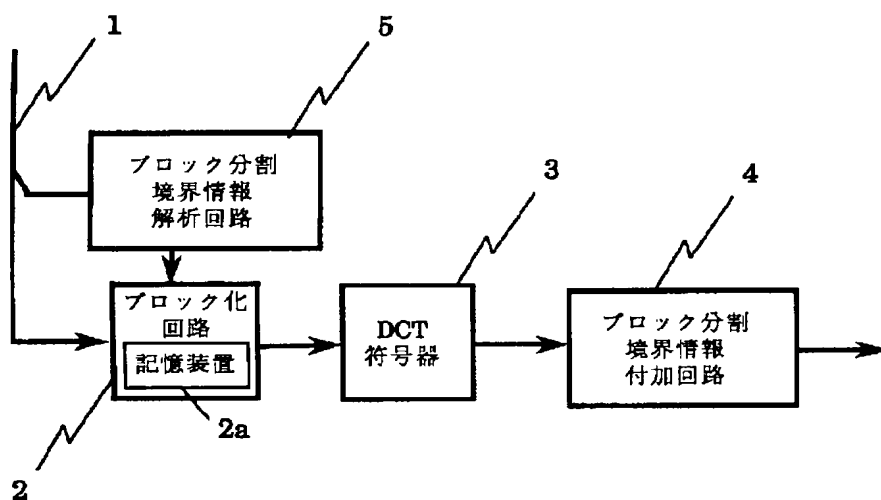 1
5
ブロック分割
境界情報
解析回路
3
4
ブロック化
回路
記憶装置
DCT
符号器
ブロック分割
境界情報
付加回路
2a
2